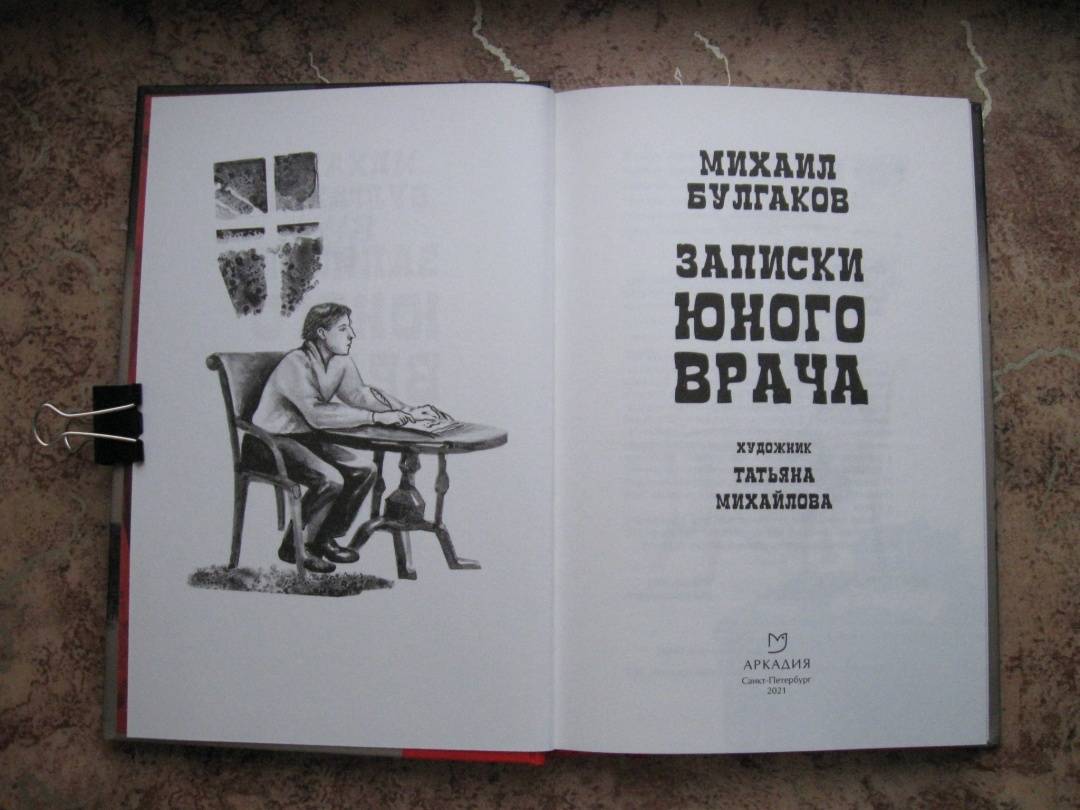 МИХАИЛ
БУЛГАКОВ
ЗАПИСКИ
ЮНОГО
ВРАЧА
ХУДОЖНИК
ТАТЬЯНА
МИХАЙЛОВА
АРКАДИЯ
Санкт-Петербург
2021